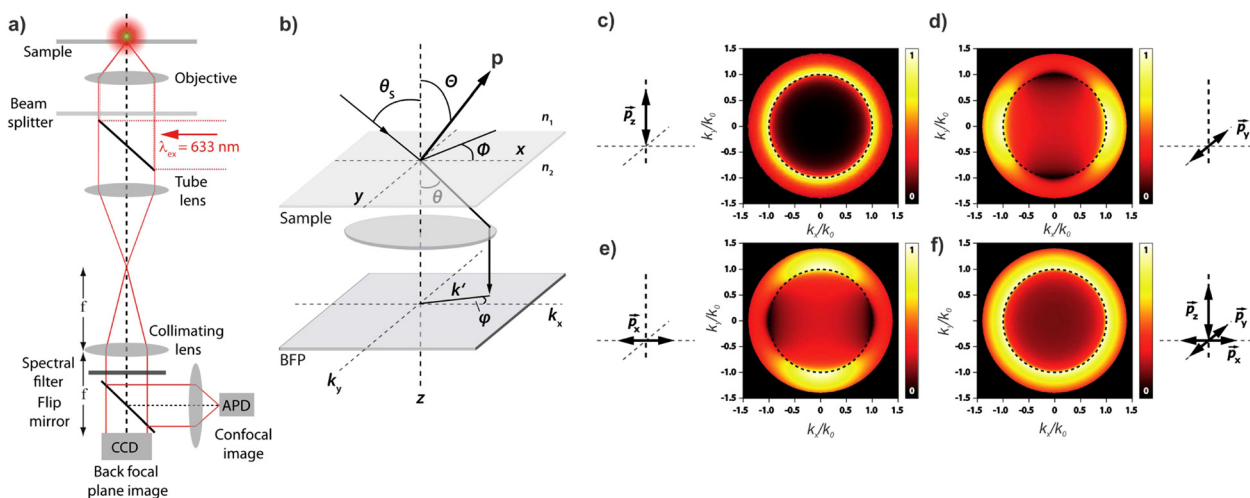 a)
Sample
Objective
Beam
splitter
λex = 633 nm
Tube
lens
f
Collimating
lens
Spectral
filter
f
Flip
mirror
APD
CCD
Confocal
image
Back focal
plane image
b)
p
θs
Θ
n1
Φ
x
n2
y
θ
Sample
k'
kx
φ
BFP
ky
z
c)
p⃗z
ky/k0
1.5
1.0
0.5
0
-0.5
-1.0
-1.5
-1.5 -1.0 -0.5 0 0.5 1.0 1.5
kx/k0
1
0
d)
p⃗y
ky/k0
1.5
1.0
0.5
0
-0.5
-1.0
-1.5
-1.5 -1.0 -0.5 0 0.5 1.0 1.5
kx/k0
1
0
e)
p⃗x
ky/k0
1.5
1.0
0.5
0
-0.5
-1.0
-1.5
-1.5 -1.0 -0.5 0 0.5 1.0 1.5
kx/k0
1
0
f)
p⃗z
p⃗y
p⃗x
ky/k0
1.5
1.0
0.5
0
-0.5
-1.0
-1.5
-1.5 -1.0 -0.5 0 0.5 1.0 1.5
kx/k0
1
0